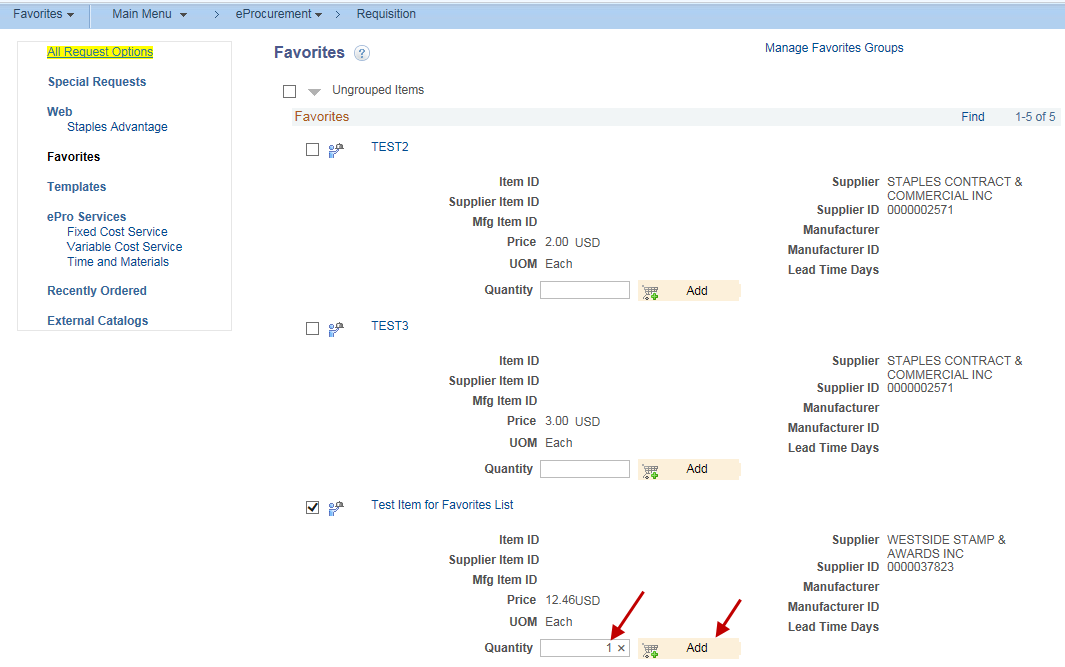 Favorites Main Menu > eProcurement > Requisition
All Request Options
Special Requests
Web
Staples Advantage
Favorites
Templates
ePro Services
Fixed Cost Service
Variable Cost Service
Time and Materials
Recently Ordered
External Catalogs
Favorites ?
Manage Favorites Groups
Ungrouped Items
Favorites Find 1-5 of 5
TEST2
Item ID
Supplier Item ID
Mfg Item ID
Price 2.00 USD
UOM Each
Quantity Add
Supplier STAPLES CONTRACT &
COMMERCIAL INC
Supplier ID 0000002571
Manufacturer
Manufacturer ID
Lead Time Days
TEST3
Item ID
Supplier Item ID
Mfg Item ID
Price 3.00 USD
UOM Each
Quantity Add
Supplier STAPLES CONTRACT &
COMMERCIAL INC
Supplier ID 0000002571
Manufacturer
Manufacturer ID
Lead Time Days
Test Item for Favorites List
Item ID
Supplier Item ID
Mfg Item ID
Price 12.46USD
UOM Each
Quantity 1 × Add
Supplier WESTSIDE STAMP &
AWARDS INC
Supplier ID 0000037823
Manufacturer
Manufacturer ID
Lead Time Days